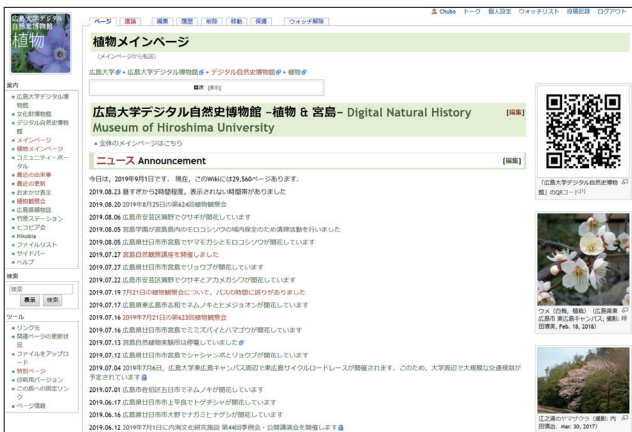 Chubo トーク 個人設定 ウォッチリスト 投稿記録 ログアウト
広島大学デジタル
自然史博物館
植物
ページ 議論 編集 履歴 削除 移動 保護 ウォッチ解除
植物メインページ
(メインページから転送)
広島大学 > 広島大学デジタル博物館 > デジタル自然史博物館 > 植物
目次 [表示]
広島大学デジタル自然史博物館 -植物 & 宮島- Digital Natural History
Museum of Hiroshima University
[編集]
全体のメインページはこちら
ニュース Announcement [編集]
今日は，2019年9月1日です． 現在，このWikiには29,560ページあります．
2019.08.23 昼すぎから2時間程度，表示されない時間帯がありました
2019.08.20 2019年8月25日の第624回植物観察会
2019.08.06 広島市安芸区瀬野でクサギが開花しています
2019.08.05 宮島学園が宮島島内のモロコシソウの域内保全のため清掃活動を行いました
2019.08.05 広島県廿日市市宮島でヤマモガシとモロコシソウが開花しています
2019.07.27 宮島自然観察講座を開催しました
2019.07.27 広島県廿日市市宮島でリョウブが開花しています
2019.07.22 広島市安芸区瀬野でクサギとアカメガシワが開花しています
2019.07.19 7月21日の植物観察会について，バスの時間に誤りがありました
2019.07.17 広島県東広島市志和でネムノキとヒメジョオンが開花しています
2019.07.16 2019年7月21日の第623回植物観察会
2019.07.16 広島県廿日市市宮島でミミズバイとハマゴウが開花しています
2019.07.13 宮島自然植物実験所は停電していました
2019.07.12 広島県廿日市市宮島でシャシャンボとリョウブが開花しています
2019.07.04 2019年7月6日，広島大学東広島キャンパス周辺で東広島サイクルロードレースが開催されます．このため，大学周辺で大規模な交通規制が
予定されています
2019.07.01 広島市佐伯区五日市でネムノキが開花しています
2019.06.17 広島県廿日市市上平良でトゲチシャが開花しています
2019.06.17 広島県廿日市市大野でナガミヒナゲシが開花しています
2019.06.12 2019年7月1日に内海文化研究施設 第44回季例会・公開講演会を開催します
案内
広島大学デジタル博
物館
文化財博物館
デジタル自然史博物
館
メインページ
植物メインページ
コミュニティ・ポー
タル
最近の出来事
最近の更新
おまかせ表示
植物観察会
広島県植物誌
竹原ステーション
ヒコビア会
Hikobia
ファイルリスト
サイドバー
ヘルプ
検索
検索
表示 検索
ツール
リンク元
関連ページの更新状
況
ファイルをアップロ
ード
特別ページ
印刷用バージョン
この版への固定リン
ク
ページ情報
「広島大学デジタル自然史博物
館」のQRコード[1]
ウメ（白梅，植栽）（広島県東
広島市 東広島キャンパス; 撮影: 坪
田博美, Feb. 18, 2018)
江之浦のヤマザクラ（撮影: 内
田慎治, Mar. 30, 2017)